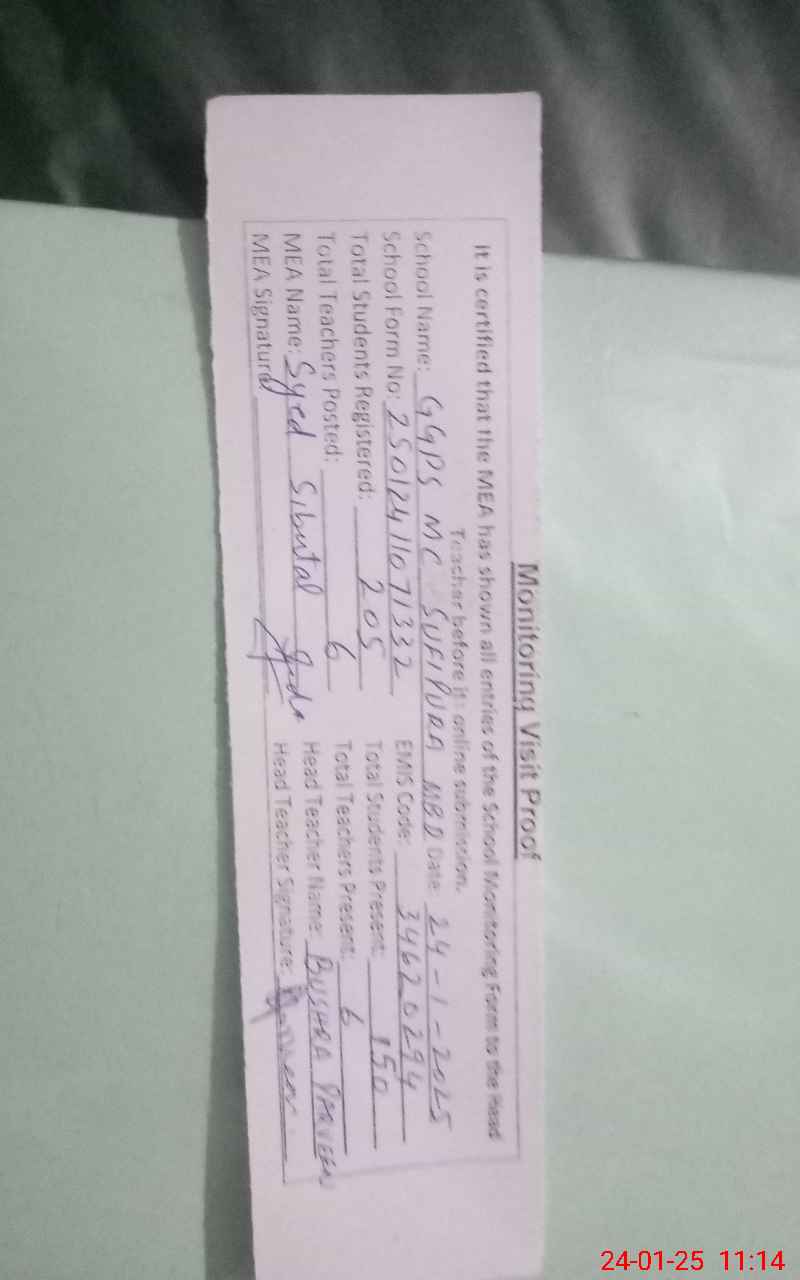 Monitoring Visit Proof
It is certified that the MEA has shown all entries of the School Monitoring Form to the Head
Teacher before it: online submission.
School Name: GGPS MC SUFIPURA MBD Date: 24-1-2025
School Form No: 25012411071332 EMIS Code: 34620294
Total Students Registered: 205 Total Students Present: 150
Total Teachers Posted: 6 Total Teachers Present: 6
MEA Name: Syed Sibutal Head Teacher Name: BUSHRA PARVEEN
MEA Signature: Head Teacher Signature:
24-01-25 11:14